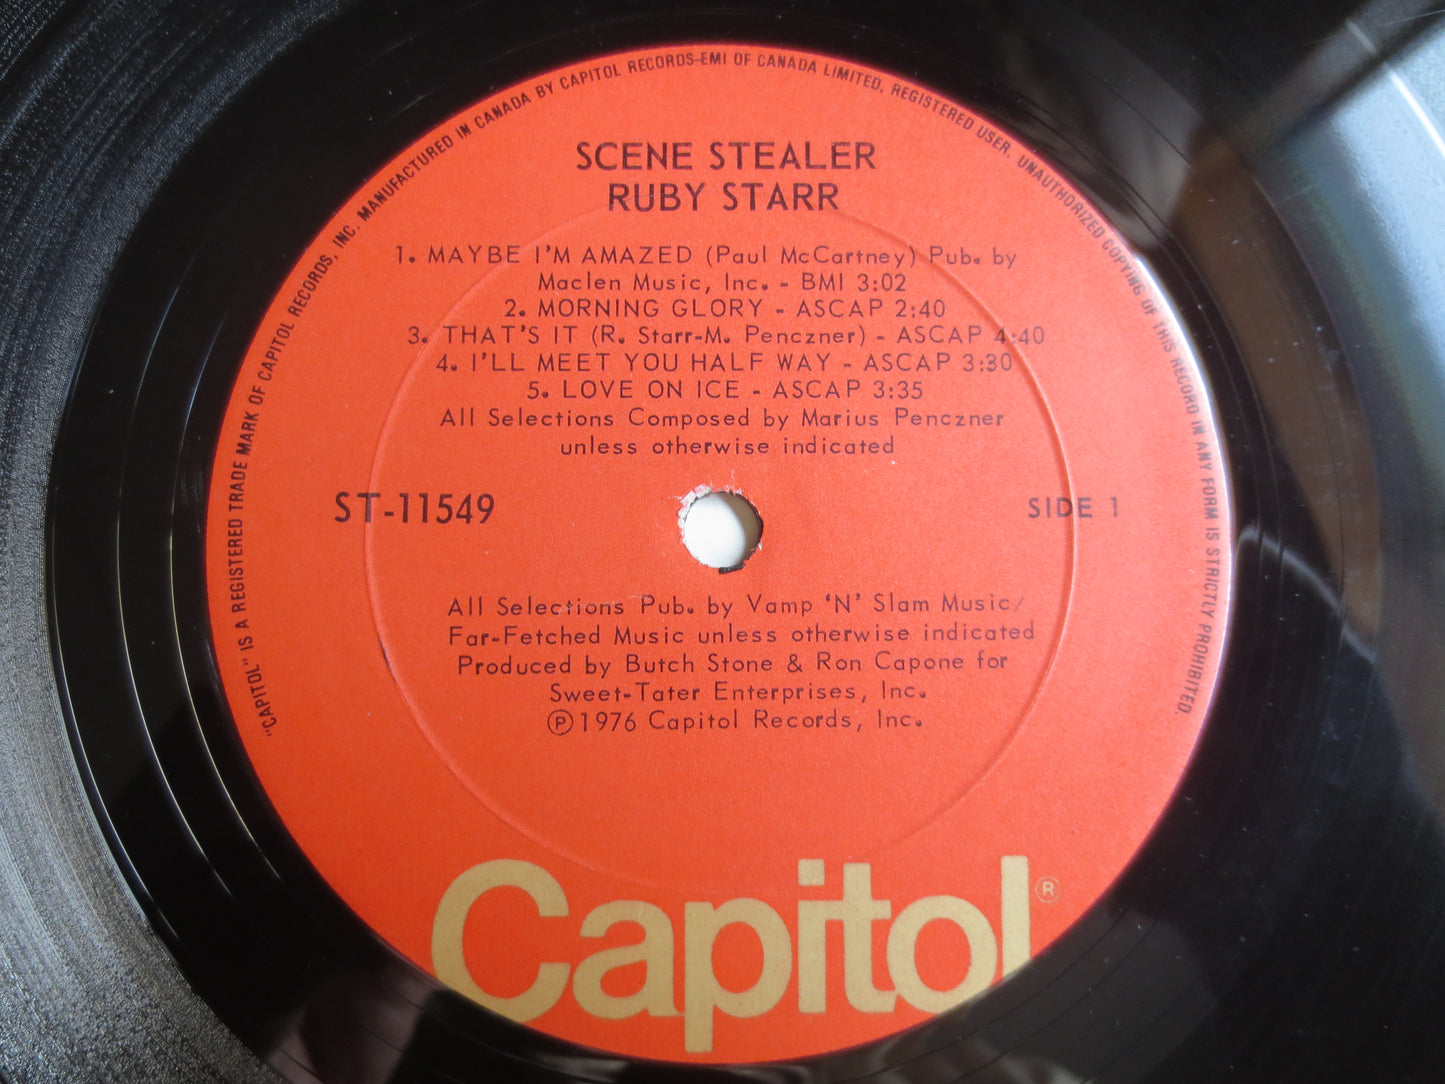 "CAPITOL" IS A REGISTERED TRADE MARK OF CAPITOL RECORDS, INC. MANUFACTURED IN CANADA BY CAPITOL RECORDS-EMI OF CANADA LIMITED, REGISTERED USER. UNAUTHORIZED COPYING OF THIS RECORD IN ANY FORM IS STRICTLY PROHIBITED.
SCENE STEALER
RUBY STARR
1. MAYBE I'M AMAZED (Paul McCartney) Pub. by
Maclen Music, Inc. - BMI 3:02
2. MORNING GLORY - ASCAP 2:40
3. THAT'S IT (R. Starr-M. Penczner) - ASCAP 4:40
4. I'LL MEET YOU HALF WAY - ASCAP 3:30
5. LOVE ON ICE - ASCAP 3:35
All Selections Composed by Marius Penczner
unless otherwise indicated
ST-11549 SIDE 1
All Selections Pub. by Vamp 'N' Slam Music/
Far-Fetched Music unless otherwise indicated
Produced by Butch Stone & Ron Capone for
Sweet-Tater Enterprises, Inc.
℗ 1976 Capitol Records, Inc.
Capitol®